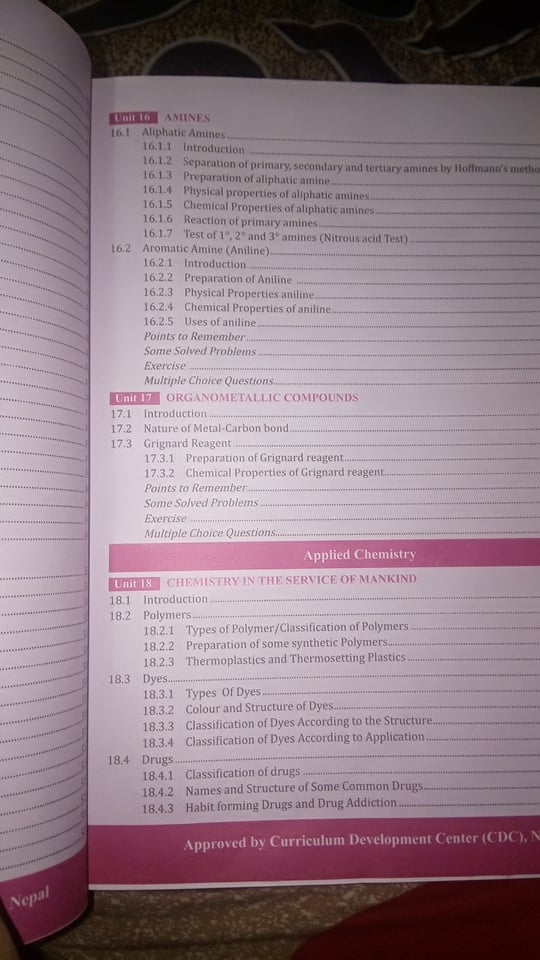 Unit 16 AMINES
16.1 Aliphatic Amines
16.1.1 Introduction
16.1.2 Separation of primary, secondary and tertiary amines by Hoffmann's metho
16.1.3 Preparation of aliphatic amine
16.1.4 Physical properties of aliphatic amines
16.1.5 Chemical Properties of aliphatic amines
16.1.6 Reaction of primary amines
16.1.7 Test of 1°, 2° and 3° amines (Nitrous acid Test)
16.2 Aromatic Amine (Aniline)
16.2.1 Introduction
16.2.2 Preparation of Aniline
16.2.3 Physical Properties aniline
16.2.4 Chemical Properties of aniline
16.2.5 Uses of aniline
Points to Remember
Some Solved Problems
Exercise
Multiple Choice Questions
Unit 17 ORGANOMETALLIC COMPOUNDS
17.1 Introduction
17.2 Nature of Metal-Carbon bond
17.3 Grignard Reagent
17.3.1 Preparation of Grignard reagent
17.3.2 Chemical Properties of Grignard reagent
Points to Remember
Some Solved Problems
Exercise
Multiple Choice Questions
Applied Chemistry
Unit 18 CHEMISTRY IN THE SERVICE OF MANKIND
18.1 Introduction
18.2 Polymers
18.2.1 Types of Polymer/Classification of Polymers
18.2.2 Preparation of some synthetic Polymers
18.2.3 Thermoplastics and Thermosetting Plastics
18.3 Dyes
18.3.1 Types Of Dyes
18.3.2 Colour and Structure of Dyes
18.3.3 Classification of Dyes According to the Structure
18.3.4 Classification of Dyes According to Application
18.4 Drugs
18.4.1 Classification of drugs
18.4.2 Names and Structure of Some Common Drugs
18.4.3 Habit forming Drugs and Drug Addiction
Approved by Curriculum Development Center (CDC), N
Nepal